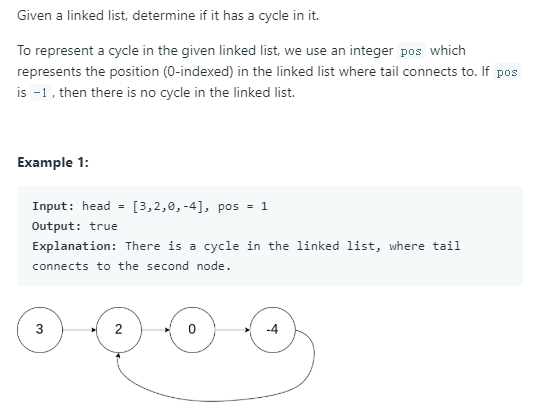 Given a linked list, determine if it has a cycle in it.
To represent a cycle in the given linked list, we use an integer pos which
represents the position (0-indexed) in the linked list where tail connects to. If pos
is -1, then there is no cycle in the linked list.
Example 1:
Input: head = [3,2,0,-4], pos = 1
Output: true
Explanation: There is a cycle in the linked list, where tail
connects to the second node.
3 2 0 -4